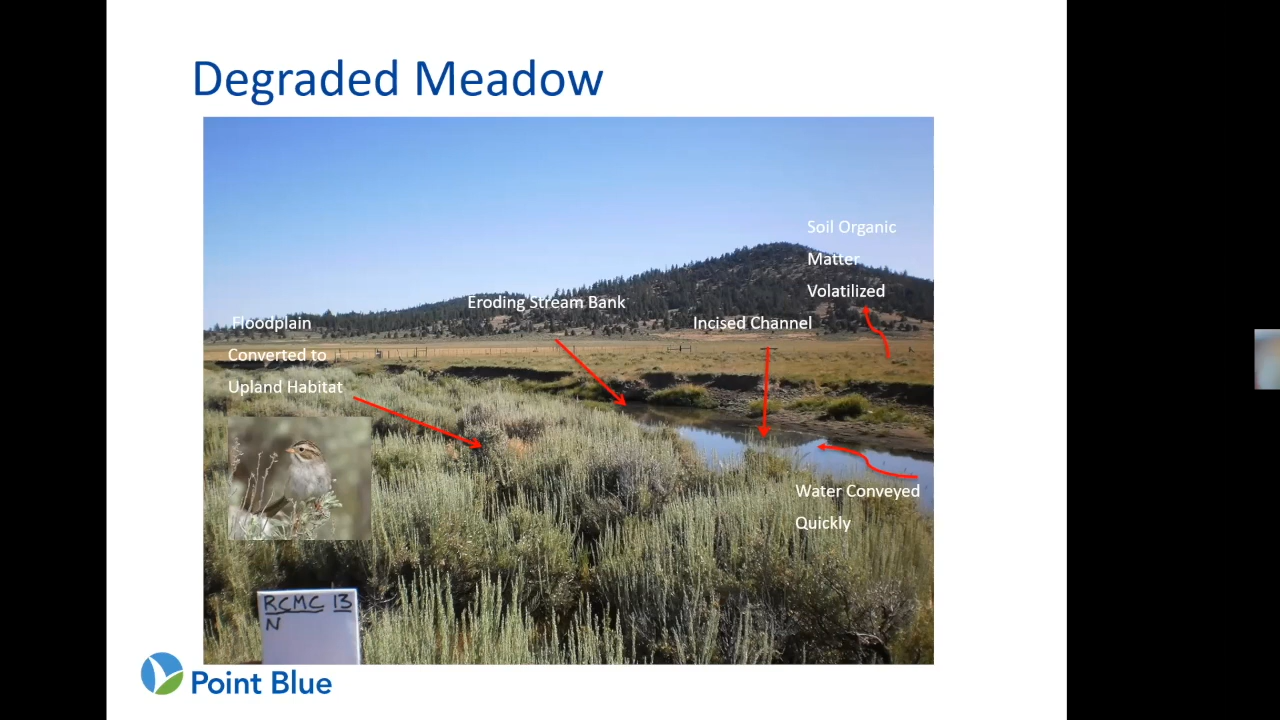 Degraded Meadow
Soil Organic
Matter
Volatilized
Eroding Stream Bank
Incised Channel
Floodplain
Converted to
Upland Habitat
Water Conveyed
Quickly
RCMC 13
N
Point Blue